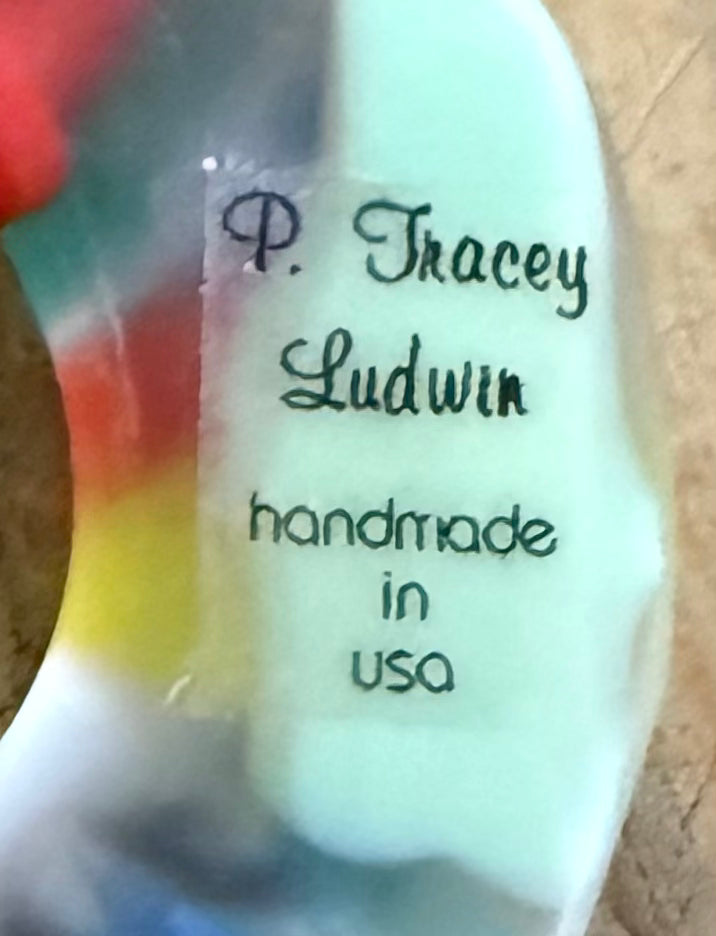 P. Tracey
Ludwin
handmade
in
usa